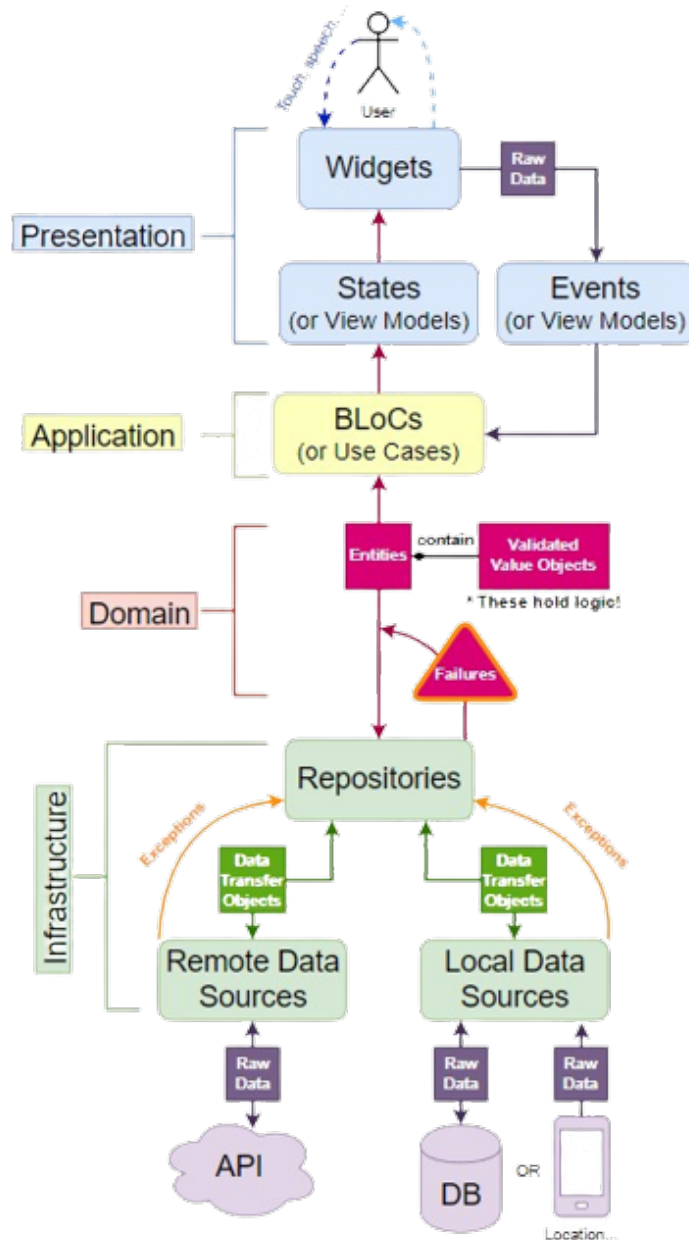 Touch, speech, ...
User
Widgets
Raw
Data
Presentation
States
(or View Models)
Events
(or View Models)
Application
BLoCs
(or Use Cases)
Entities
contain
Validated
Value Objects
* These hold logic!
Domain
Failures
Infrastructure
Repositories
Exceptions
Exceptions
Data
Transfer
Objects
Data
Transfer
Objects
Remote Data
Sources
Local Data
Sources
Raw
Data
Raw
Data
Raw
Data
API
DB
OR
Location...